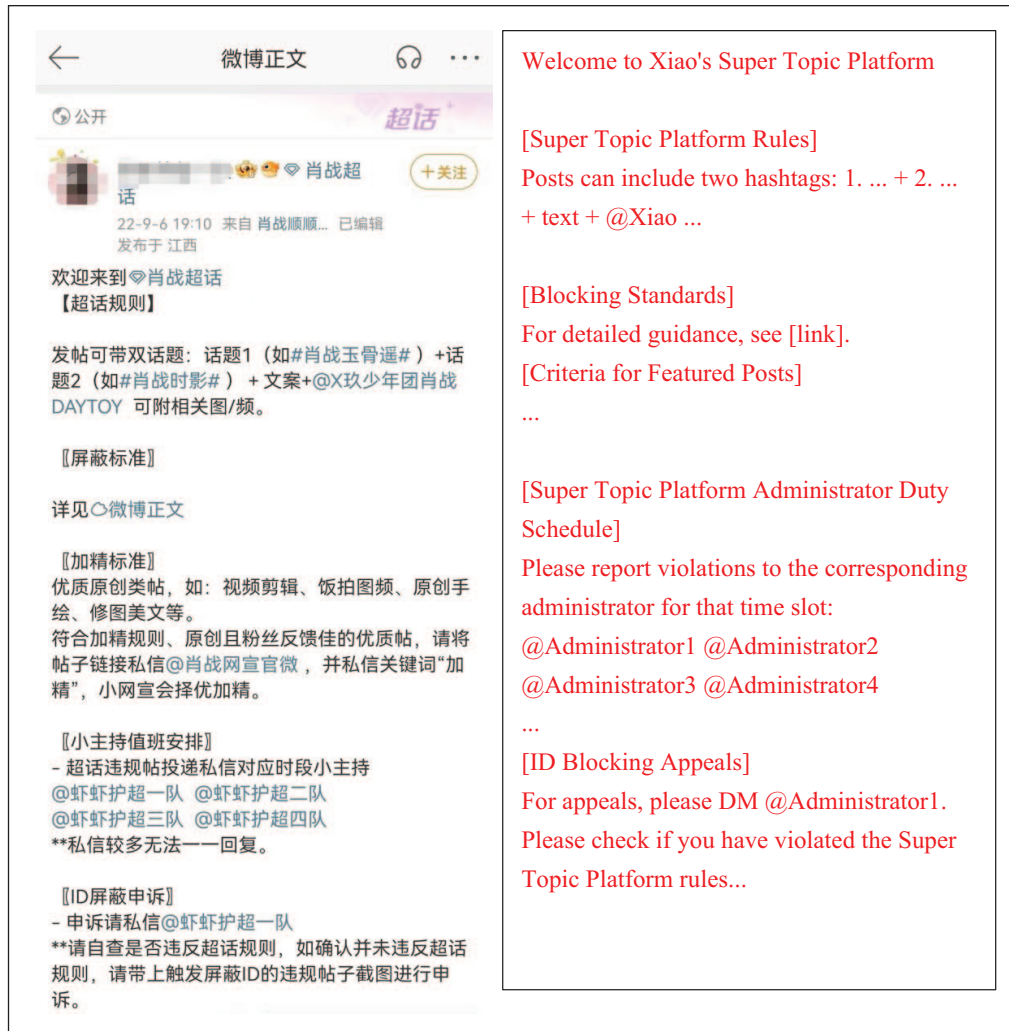 微博正文
公开
超话
肖战超
话
+关注
22-9-6 19:10 来自 肖战顺顺... 已编辑
发布于 江西
欢迎来到肖战超话
【超话规则】
发帖可带双话题：话题1（如#肖战玉骨遥#）+话
题2（如#肖战时影#）+文案+@X玖少年团肖战
DAYTOY 可附相关图/频。
〖屏蔽标准〗
详见微博正文
〖加精标准〗
优质原创类帖，如：视频剪辑、饭拍图频、原创手
绘、修图美文等。
符合加精规则、原创且粉丝反馈佳的优质帖，请将
帖子链接私信@肖战网宣官微，并私信关键词“加
精”，小网宣会择优加精。
〖小主持值班安排〗
- 超话违规帖投递私信对应时段小主持
@虾虾护超一队 @虾虾护超二队
@虾虾护超三队 @虾虾护超四队
**私信较多无法一一回复。
〖ID屏蔽申诉〗
- 申诉请私信@虾虾护超一队
**请自查是否违反超话规则，如确认并未违反超话
规则，请带上触发屏蔽ID的违规帖子截图进行申
诉。
Welcome to Xiao's Super Topic Platform
[Super Topic Platform Rules]
Posts can include two hashtags: 1. ... + 2. ...
+ text + @Xiao ...
[Blocking Standards]
For detailed guidance, see [link].
[Criteria for Featured Posts]
...
[Super Topic Platform Administrator Duty
Schedule]
Please report violations to the corresponding
administrator for that time slot:
@Administrator1 @Administrator2
@Administrator3 @Administrator4
...
[ID Blocking Appeals]
For appeals, please DM @Administrator1.
Please check if you have violated the Super
Topic Platform rules...